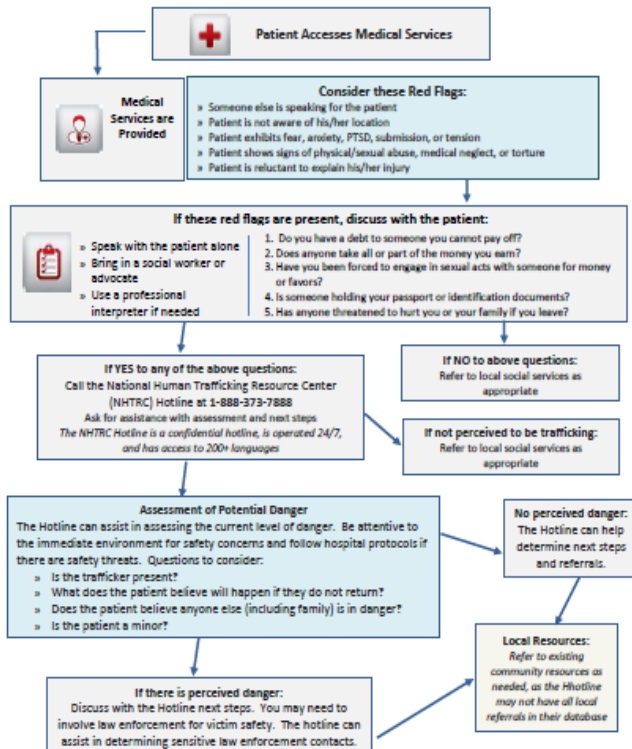 Patient Accesses Medical Services
Medical
Services are
Provided
Consider these Red Flags:
» Someone else is speaking for the patient
» Patient is not aware of his/her location
» Patient exhibits fear, anxiety, PTSD, submission, or tension
» Patient shows signs of physical/sexual abuse, medical neglect, or torture
» Patient is reluctant to explain his/her injury
If these red flags are present, discuss with the patient:
» Speak with the patient alone
» Bring in a social worker or
advocate
» Use a professional
interpreter if needed
1. Do you have a debt to someone you cannot pay off?
2. Does anyone take all or part of the money you earn?
3. Have you been forced to engage in sexual acts with someone for money
or favors?
4. Is someone holding your passport or identification documents?
5. Has anyone threatened to hurt you or your family if you leave?
If YES to any of the above questions:
Call the National Human Trafficking Resource Center
(NHTRC) Hotline at 1-888-373-7888
Ask for assistance with assessment and next steps
The NHTRC Hotline is a confidential hotline, is operated 24/7,
and has access to 200+ languages
If NO to above questions:
Refer to local social services as
appropriate
If not perceived to be trafficking:
Refer to local social services as
appropriate
Assessment of Potential Danger
The Hotline can assist in assessing the current level of danger. Be attentive to
the immediate environment for safety concerns and follow hospital protocols if
there are safety threats. Questions to consider:
» Is the trafficker present?
» What does the patient believe will happen if they do not return?
» Does the patient believe anyone else (including family) is in danger?
» Is the patient a minor?
No perceived danger:
The Hotline can help
determine next steps
and referrals.
Local Resources:
Refer to existing
community resources as
needed, as the Hhotline
may not have all local
referrals in their database
If there is perceived danger:
Discuss with the Hotline next steps. You may need to
involve law enforcement for victim safety. The hotline can
assist in determining sensitive law enforcement contacts.